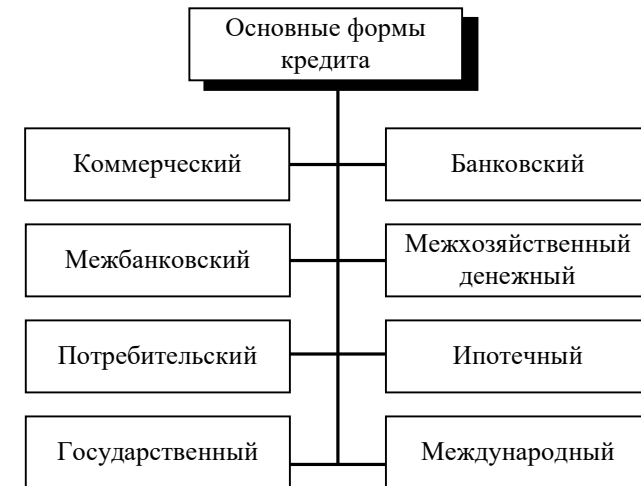 Основные формы
кредита
Коммерческий
Банковский
Межбанковский
Межхозяйственный
денежный
Потребительский
Ипотечный
Государственный
Международный